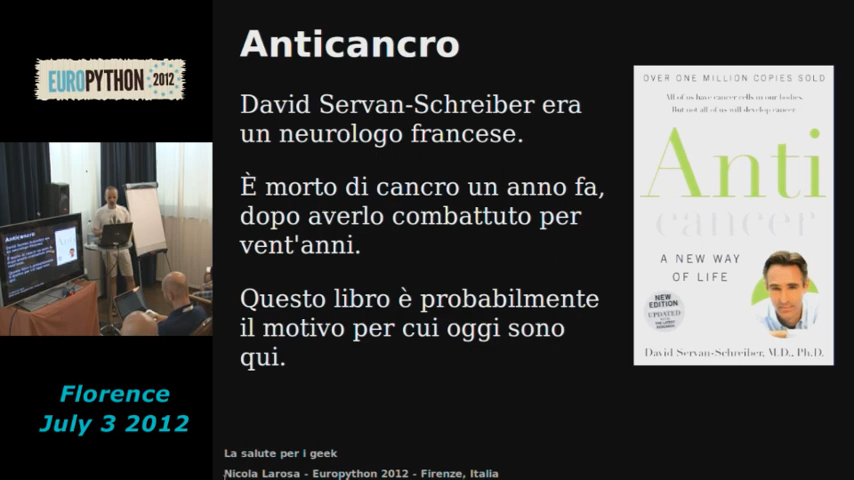 EUROPYTHON 2012
Florence
July 3 2012
Anticancro
David Servan-Schreiber era
un neurologo francese.
È morto di cancro un anno fa,
dopo averlo combattuto per
vent'anni.
Questo libro è probabilmente
il motivo per cui oggi sono
qui.
OVER ONE MILLION COPIES SOLD
All of us have cancer cells in our bodies.
But not all of us will develop cancer
Anti
cancer
A NEW WAY
OF LIFE
NEW
EDITION
UPDATED
David Servan-Schreiber, M.D., Ph.D.
La salute per i geek
Nicola Larosa - Europython 2012 - Firenze, Italia